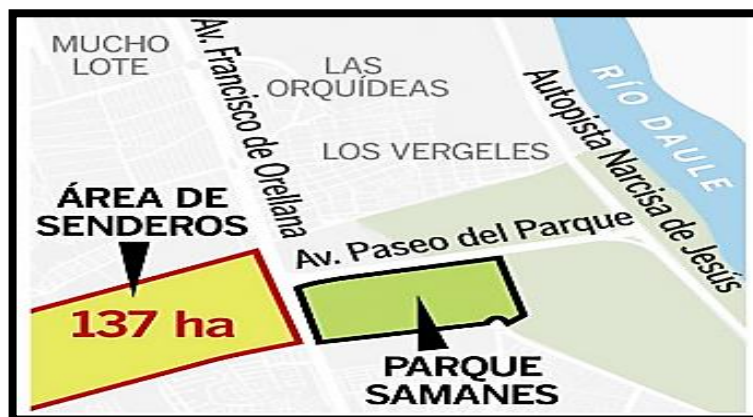 MUCHO
LOTE
Av. Francisco de Orellana
LAS
ORQUÍDEAS
LOS VERGELES
Autopista Narcisa de Jesús
RÍO DAULE
ÁREA DE
SENDEROS
Av. Paseo del Parque
137 ha
PARQUE
SAMANES